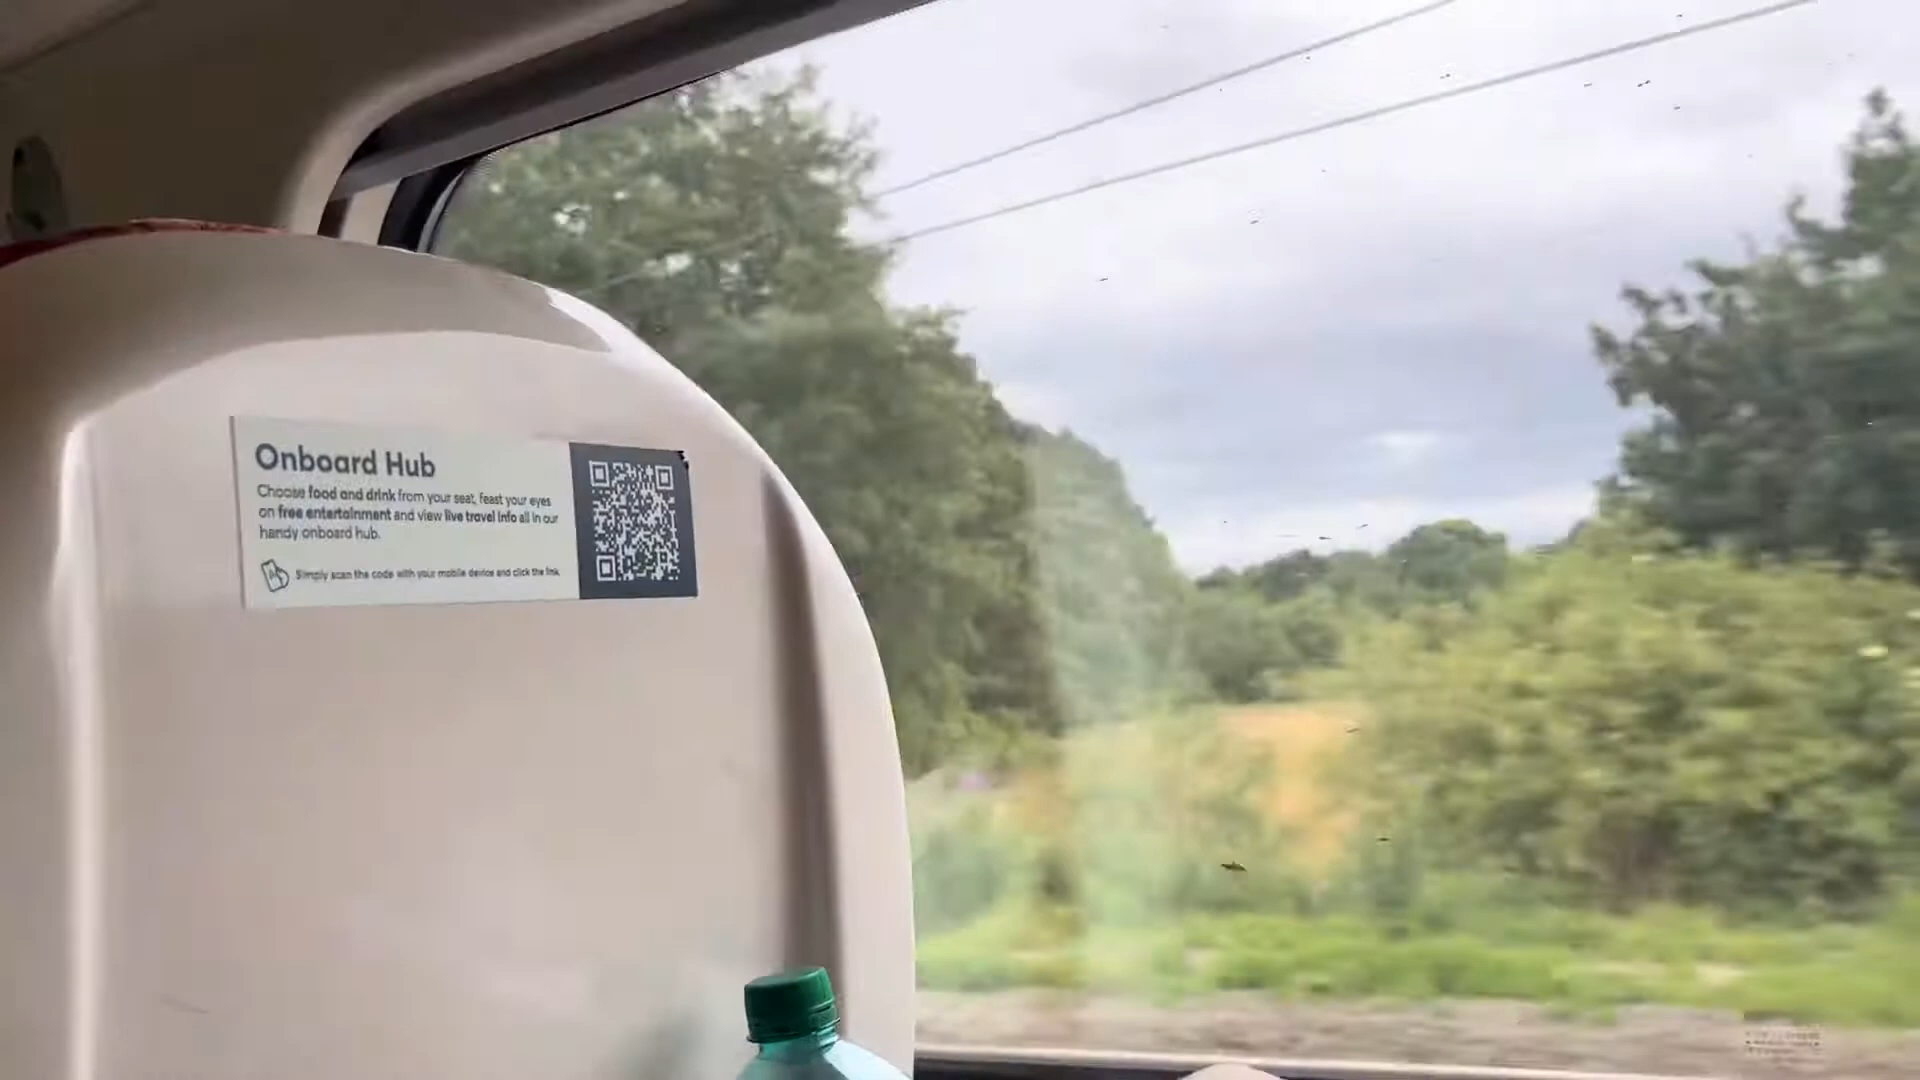 Onboard Hub
Choose food and drink from your seat, feast your eyes
on free entertainment and view live travel info all in our
handy onboard hub.
Simply scan the code with your mobile device and click the link.